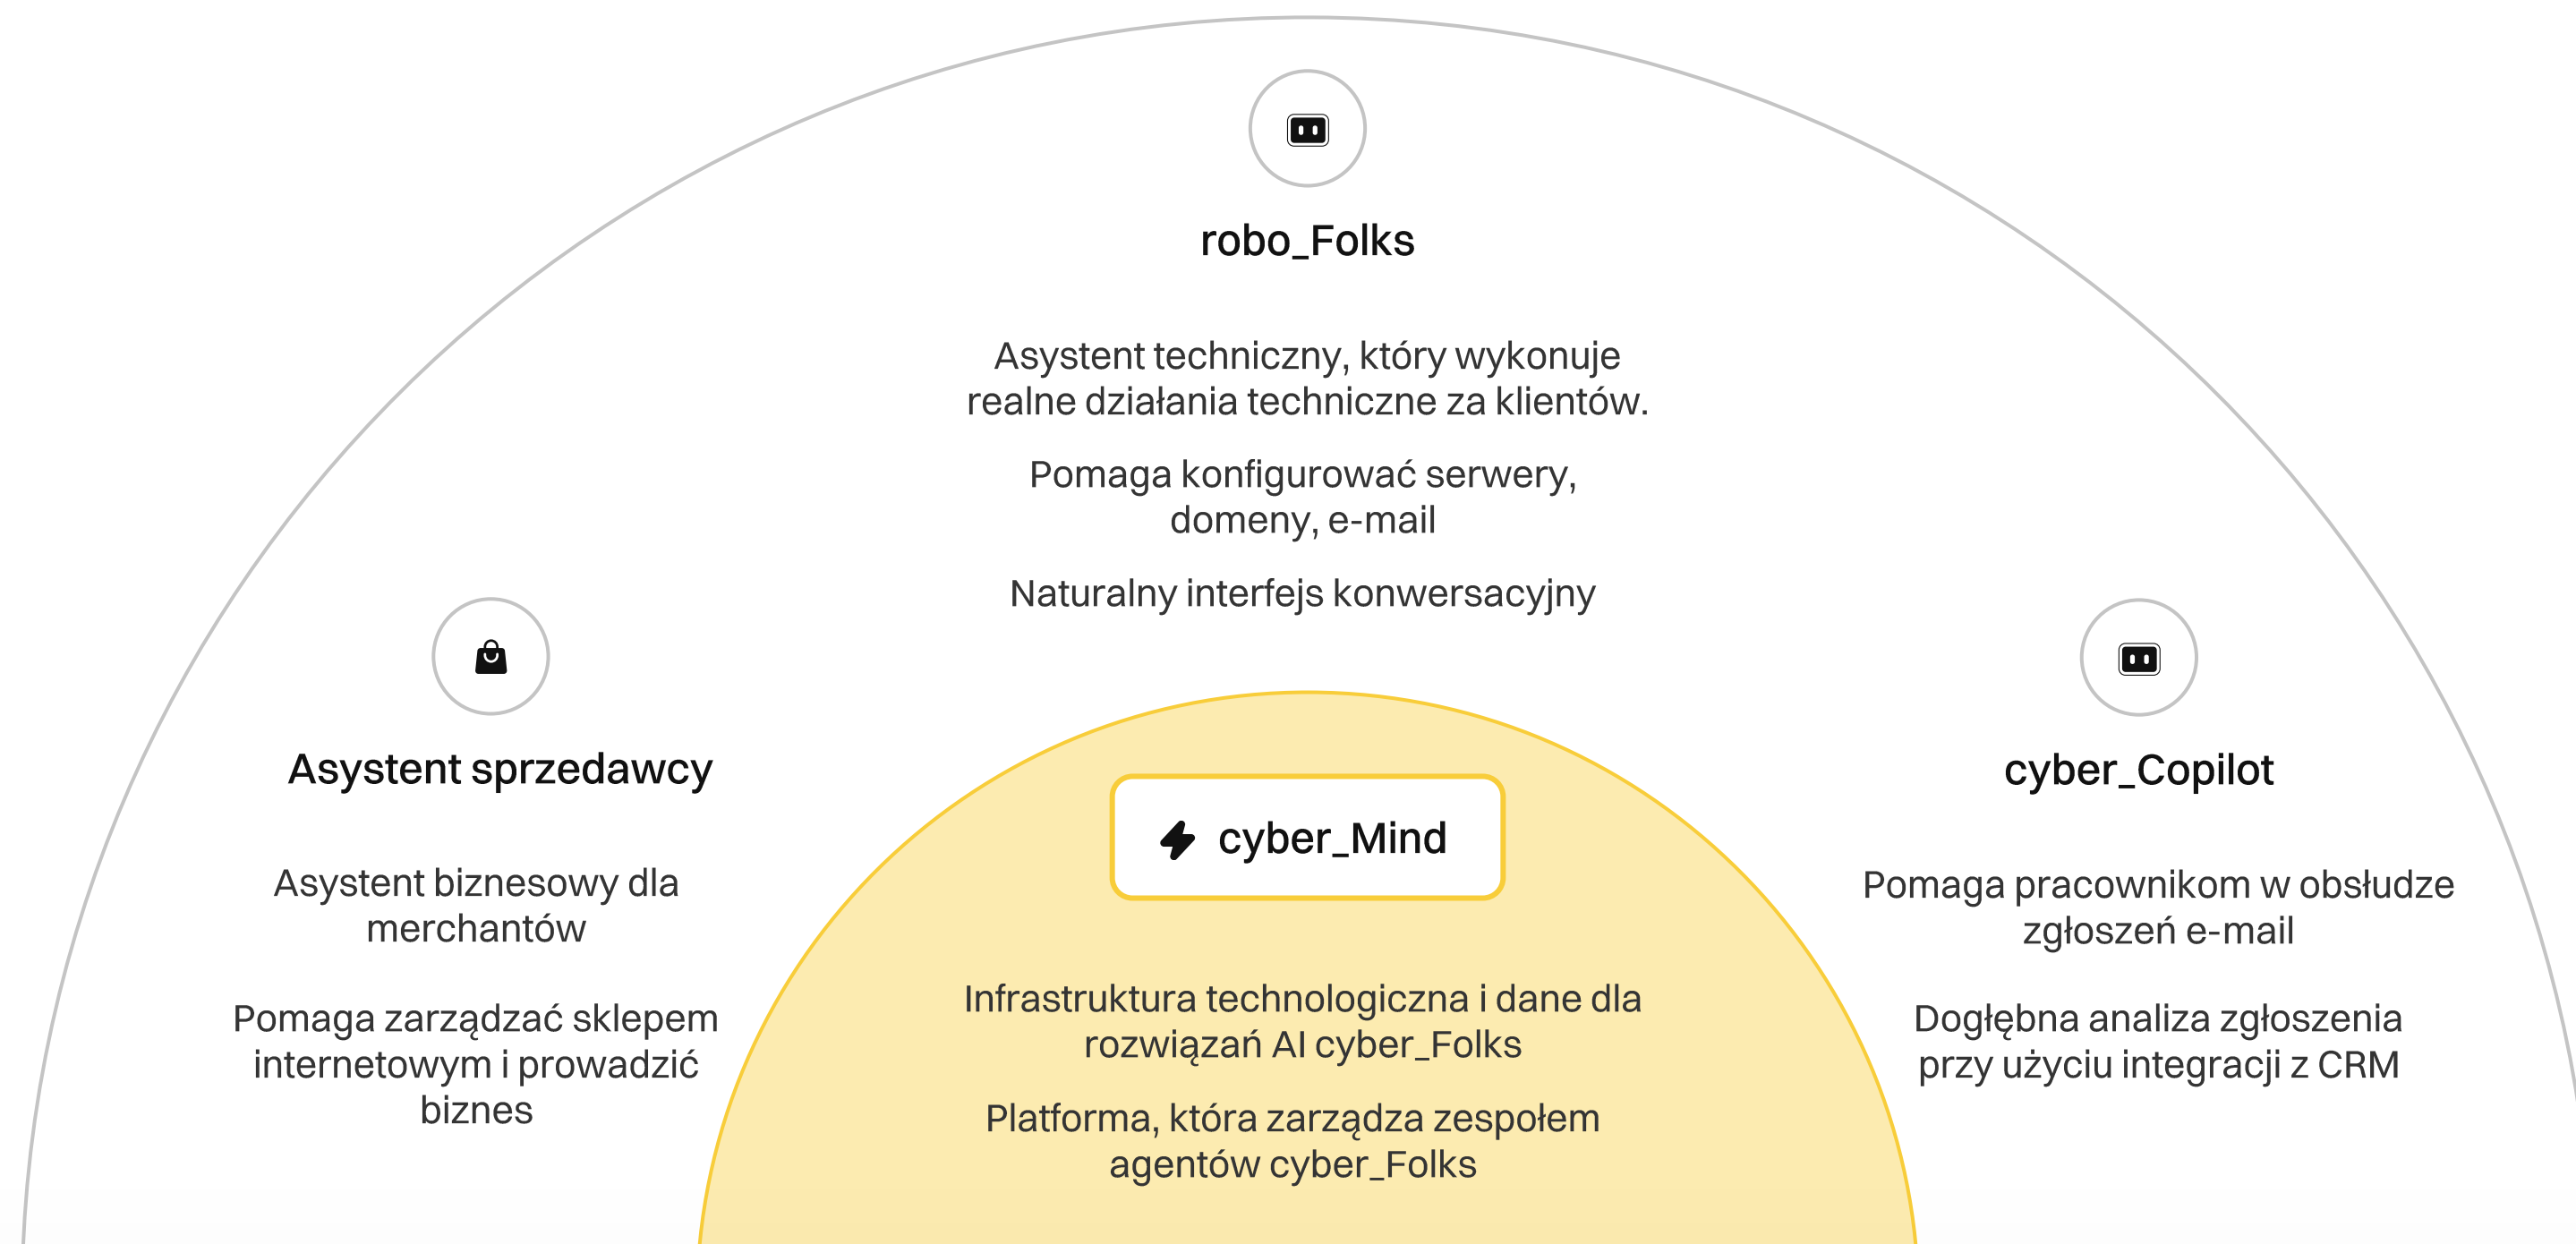 robo_Folks
Asystent techniczny, który wykonuje
realne działania techniczne za klientów.
Pomaga konfigurować serwery,
domeny, e-mail
Naturalny interfejs konwersacyjny
Asystent sprzedawcy
Asystent biznesowy dla
merchantów
Pomaga zarządzać sklepem
internetowym i prowadzić
biznes
cyber_Mind
Infrastruktura technologiczna i dane dla
rozwiązań AI cyber_Folks
Platforma, która zarządza zespołem
agentów cyber_Folks
cyber_Copilot
Pomaga pracownikom w obsłudze
zgłoszeń e-mail
Dogłębna analiza zgłoszenia
przy użyciu integracji z CRM